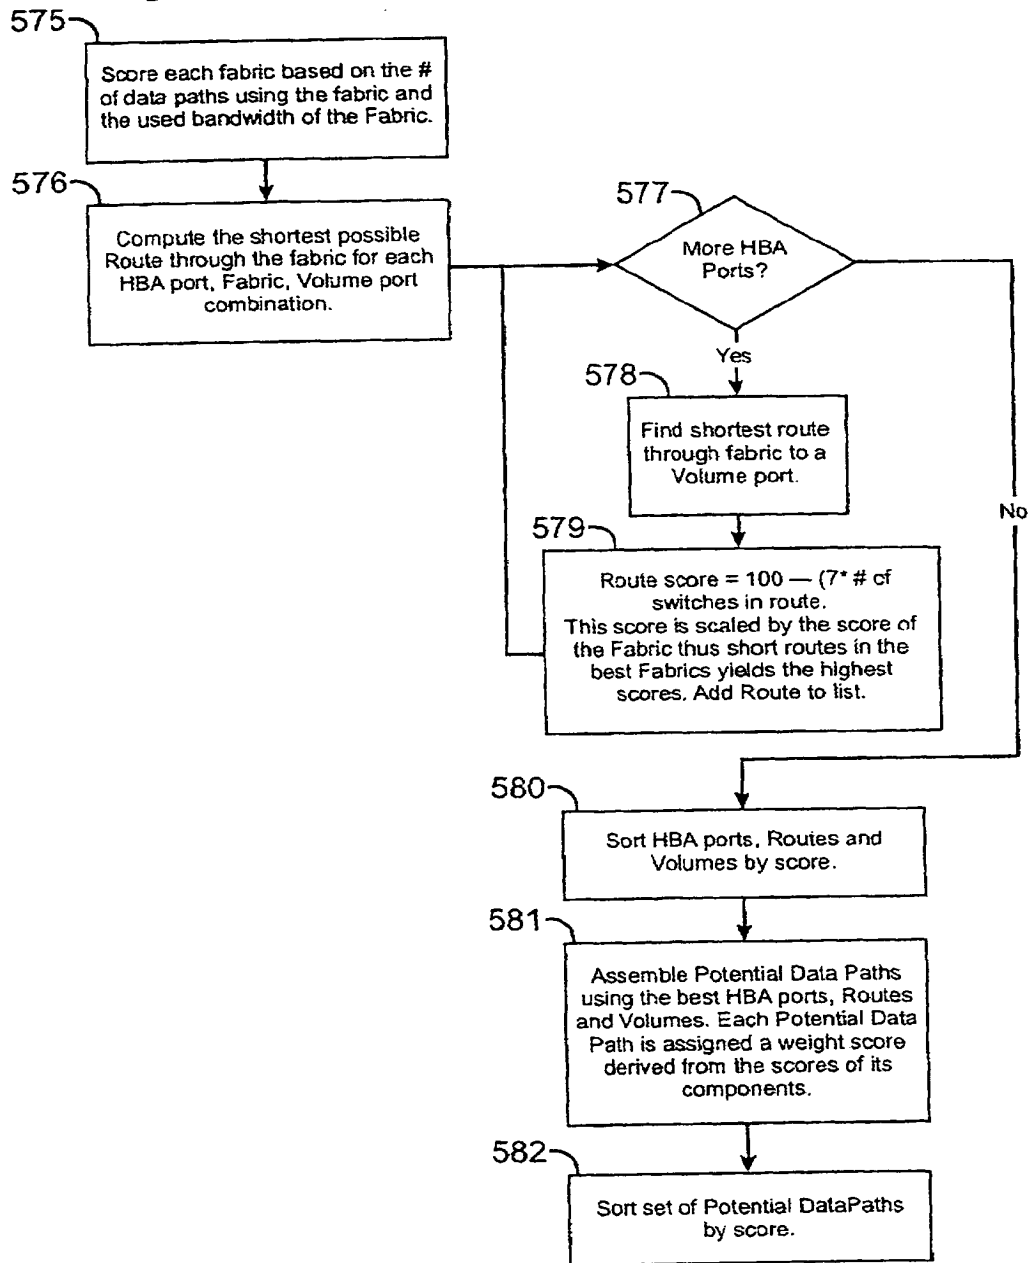 575
Score each fabric based on the #
of data paths using the fabric and
the used bandwidth of the Fabric.
576
Compute the shortest possible
Route through the fabric for each
HBA port, Fabric, Volume port
combination.
577
More HBA
Ports?
Yes
No
578
Find shortest route
through fabric to a
Volume port.
579
Route score = 100 — (7* # of
switches in route.
This score is scaled by the score of
the Fabric thus short routes in the
best Fabrics yields the highest
scores. Add Route to list.
580
Sort HBA ports, Routes and
Volumes by score.
581
Assemble Potential Data Paths
using the best HBA ports, Routes
and Volumes. Each Potential Data
Path is assigned a weight score
derived from the scores of its
components.
582
Sort set of Potential DataPaths
by score.